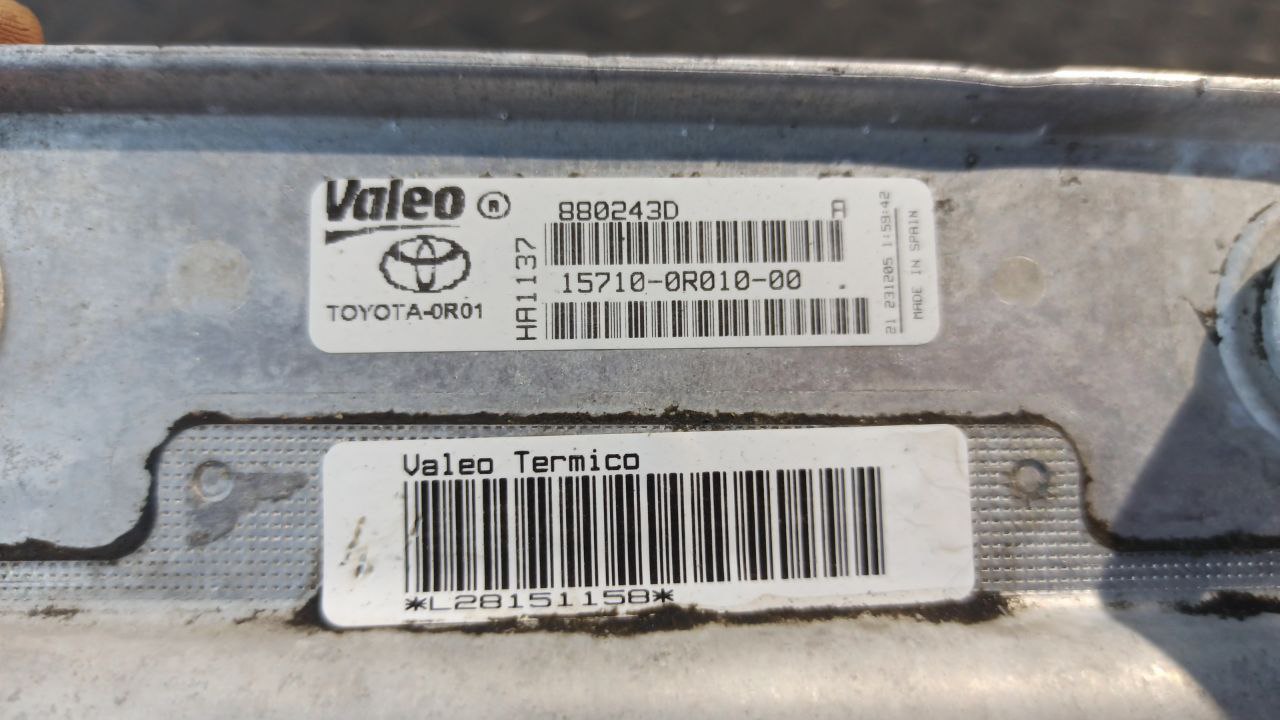 Valeo ®
880243D A
15710-0R010-00
HA1137
TOYOTA-0R01
21 231205 1:59:42
MADE IN SPAIN
Valeo Termico
*L28151158*